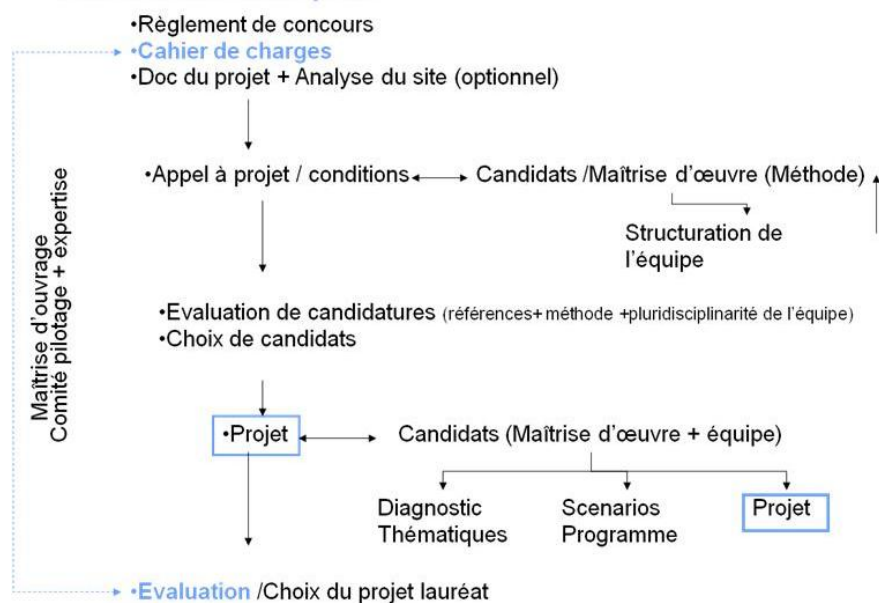 •Règlement de concours
•Cahier de charges
•Doc du projet + Analyse du site (optionnel)
•Appel à projet / conditions
Candidats /Maîtrise d'œuvre (Méthode)
Structuration de
l'équipe
Maîtrise d'ouvrage
Comité pilotage + expertise
•Evaluation de candidatures (références+ méthode +pluridisciplinarité de l'équipe)
•Choix de candidats
•Projet
Candidats (Maîtrise d'œuvre + équipe)
Diagnostic
Thématiques
Scenarios
Programme
Projet
•Evaluation /Choix du projet lauréat